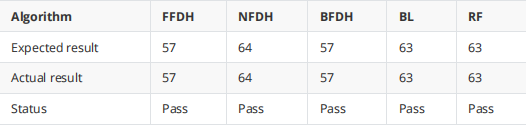 Algorithm FFDH NFDH BFDH BL RF
Expected result 57 64 57 63 63
Actual result 57 64 57 63 63
Status Pass Pass Pass Pass Pass